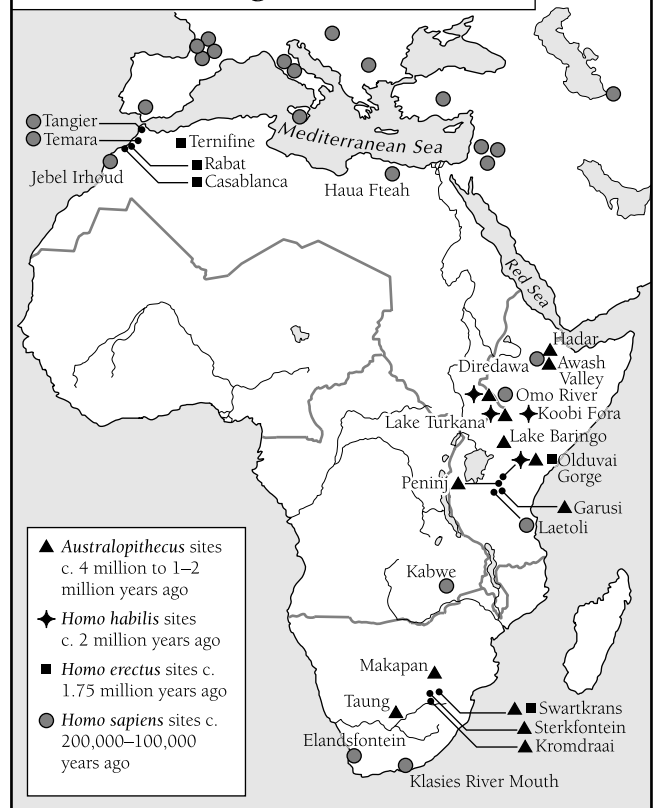 Tangier
Temara
Jebel Irhoud
Ternifine
Rabat
Casablanca
Mediterranean Sea
Haua Fteah
Red Sea
Hadar
Diredawa
Awash
Valley
Omo River
Lake Turkana
Koobi Fora
Lake Baringo
Olduvai
Gorge
Peninj
Garusi
Laetoli
Kabwe
Makapan
Taung
Swartkrans
Sterkfontein
Kromdraai
Elandsfontein
Klasies River Mouth
Australopithecus sites
c. 4 million to 1–2
million years ago
Homo habilis sites
c. 2 million years ago
Homo erectus sites c.
1.75 million years ago
Homo sapiens sites c.
200,000–100,000
years ago